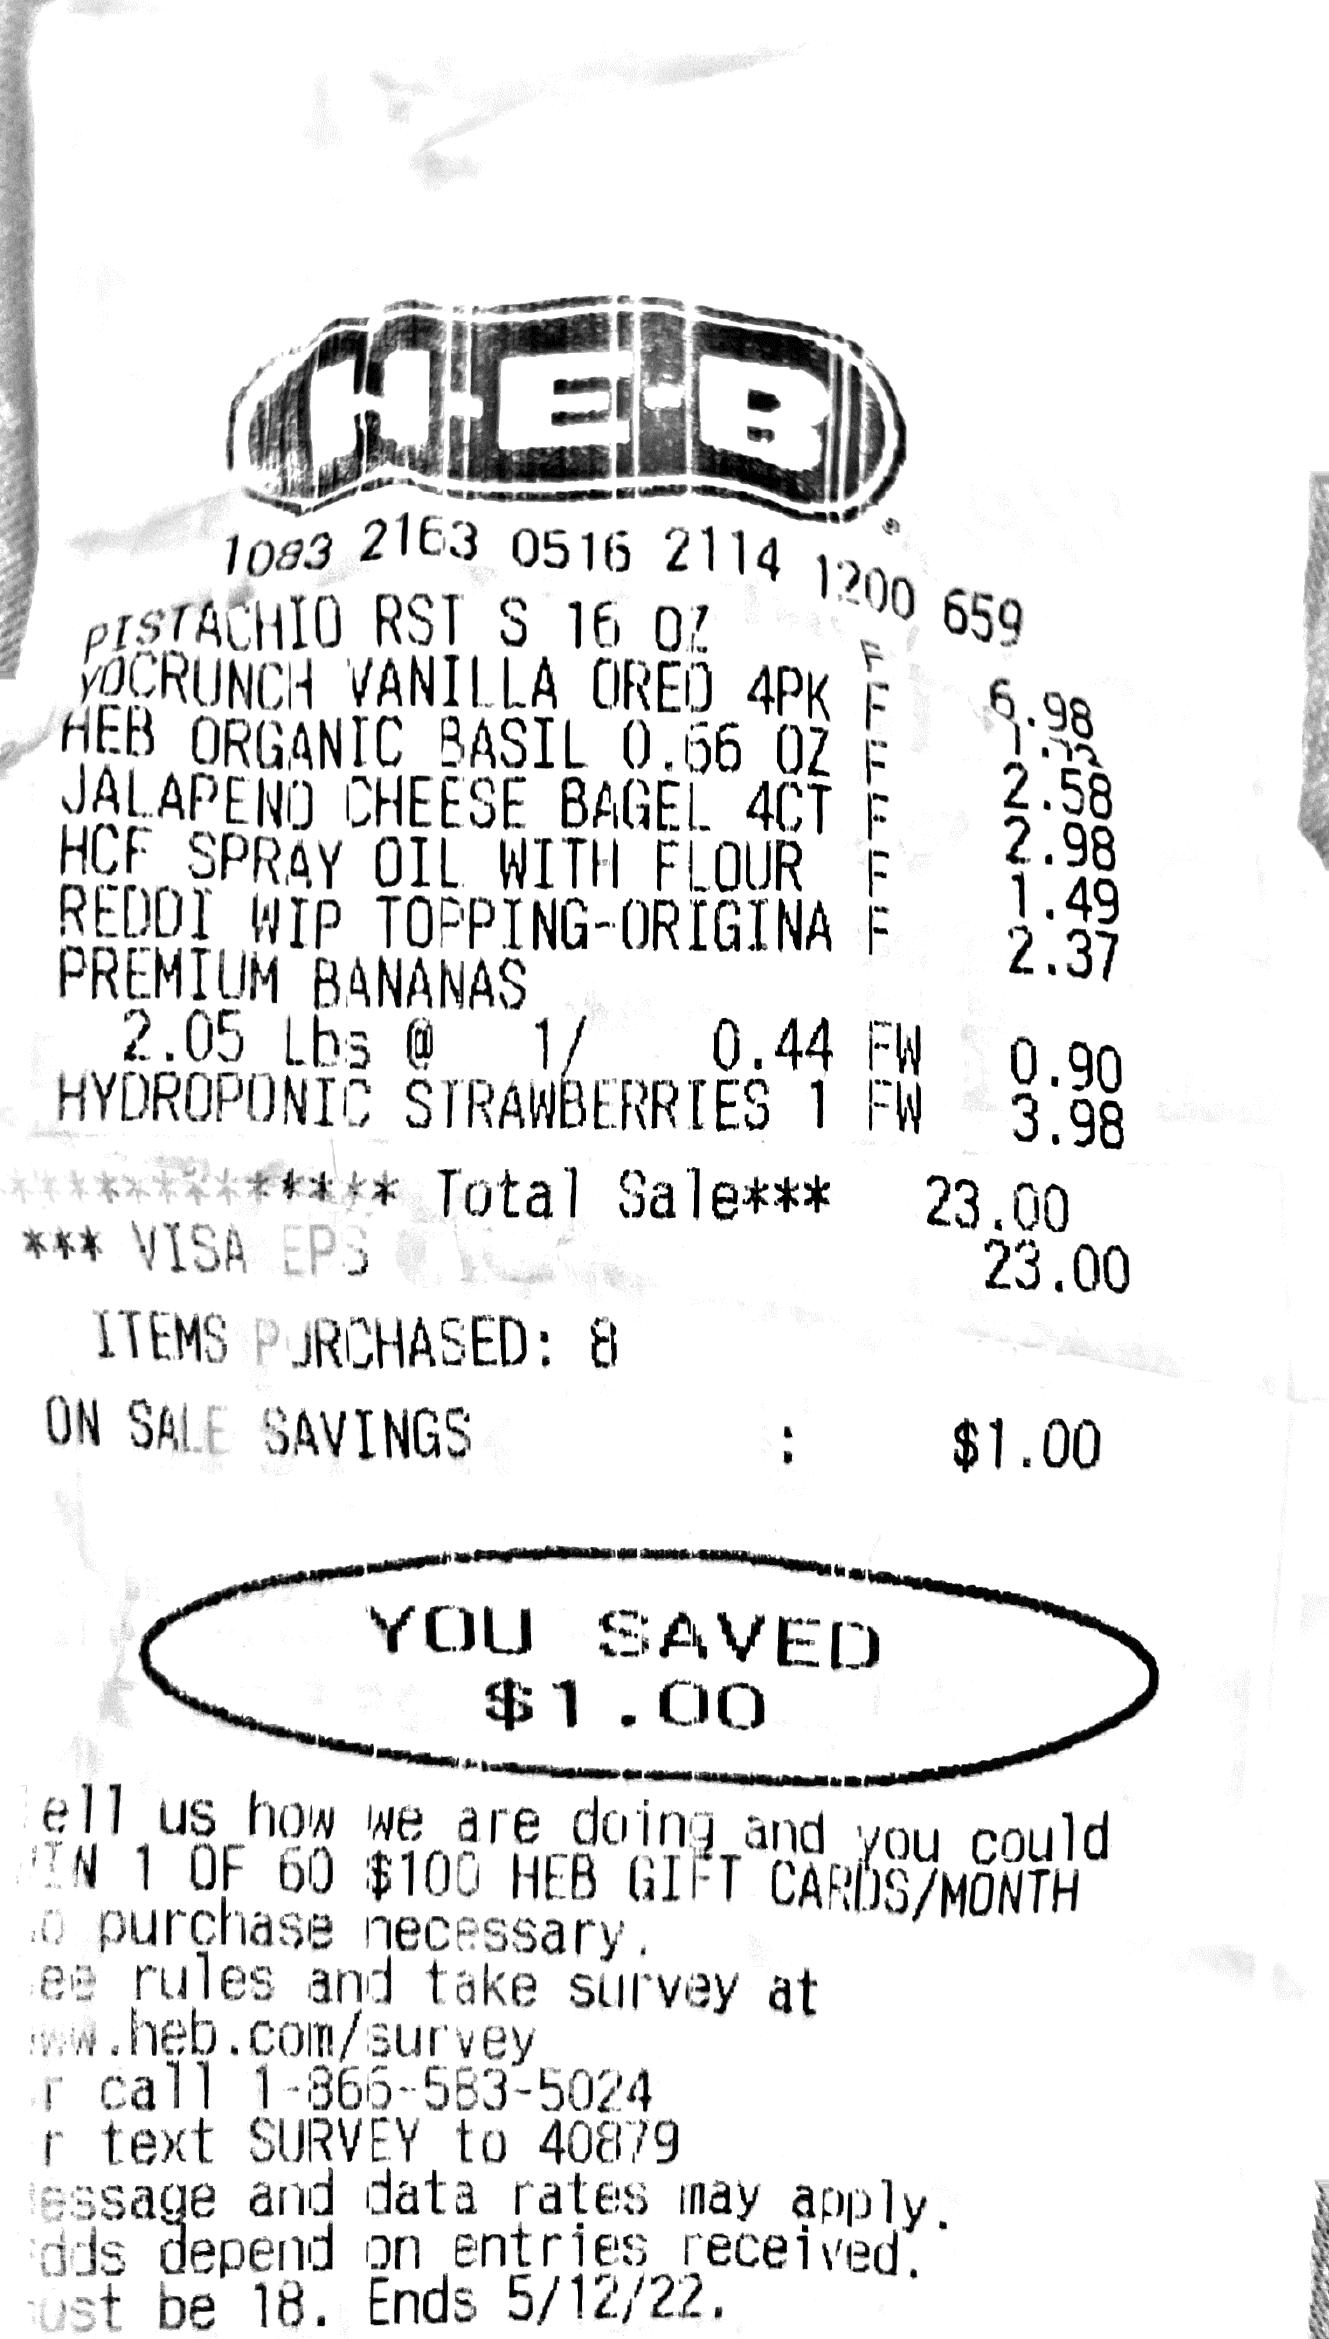 H-E-B
1083 2163 0516 2114 1200 659
PISTACHIO RST S 16 OZ F 6.98
YOCRUNCH VANILLA OREO 4PK F 1.72
HEB ORGANIC BASIL 0.66 OZ F 2.58
JALAPENO CHEESE BAGEL 4CT F 2.98
HCF SPRAY OIL WITH FLOUR F 1.49
REDDI WIP TOPPING-ORIGINA F 2.37
PREMIUM BANANAS
2.05 Lbs @ 1/ 0.44 FW 0.90
HYDROPONIC STRAWBERRIES 1 FW 3.98
************** Total Sale*** 23.00
*** VISA EPS 23.00
ITEMS PURCHASED: 8
ON SALE SAVINGS : $1.00
YOU SAVED
$1.00
ell us how we are doing and you could
IN 1 OF 60 $100 HEB GIFT CARDS/MONTH
o purchase necessary.
ee rules and take survey at
ww.heb.com/survey
r call 1-866-583-5024
r text SURVEY to 40879
essage and data rates may apply.
dds depend on entries received.
ust be 18. Ends 5/12/22.